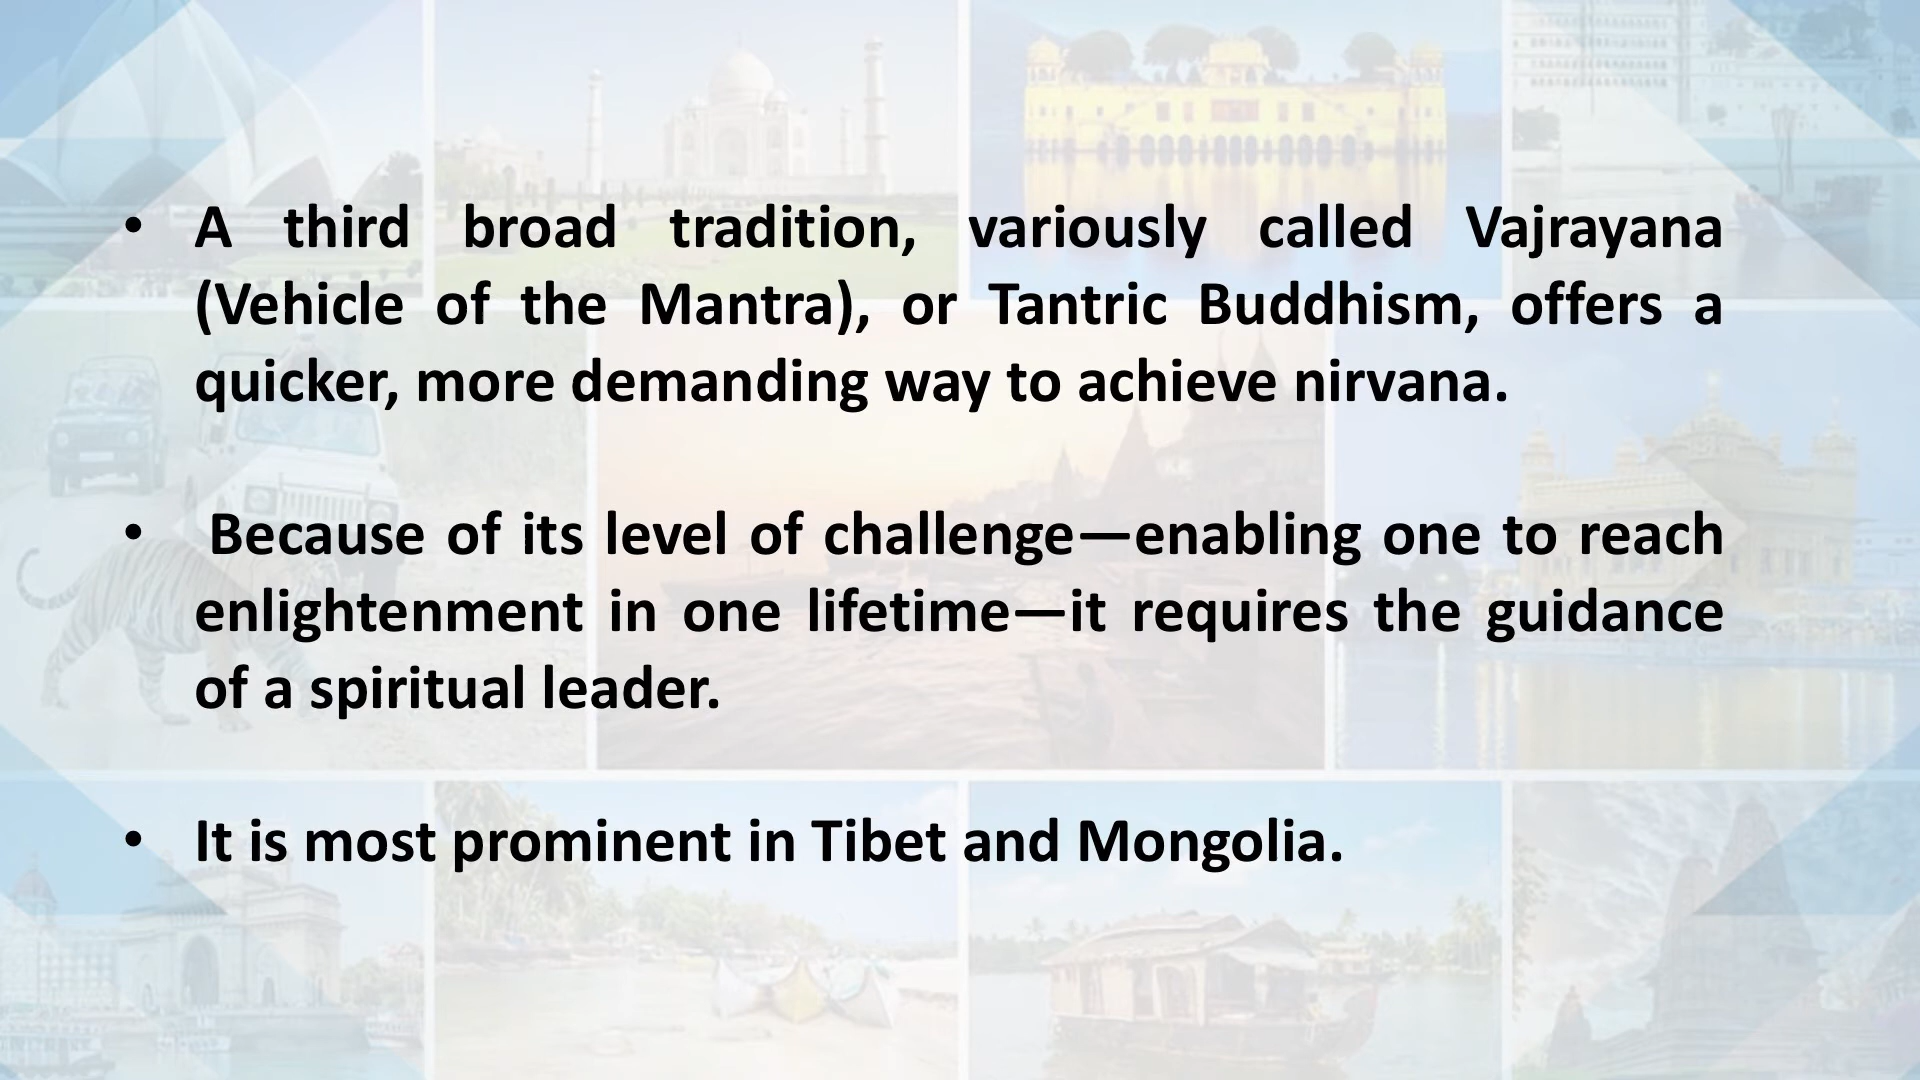 • A third broad tradition, variously called Vajrayana
(Vehicle of the Mantra), or Tantric Buddhism, offers a
quicker, more demanding way to achieve nirvana.
• Because of its level of challenge—enabling one to reach
enlightenment in one lifetime—it requires the guidance
of a spiritual leader.
• It is most prominent in Tibet and Mongolia.